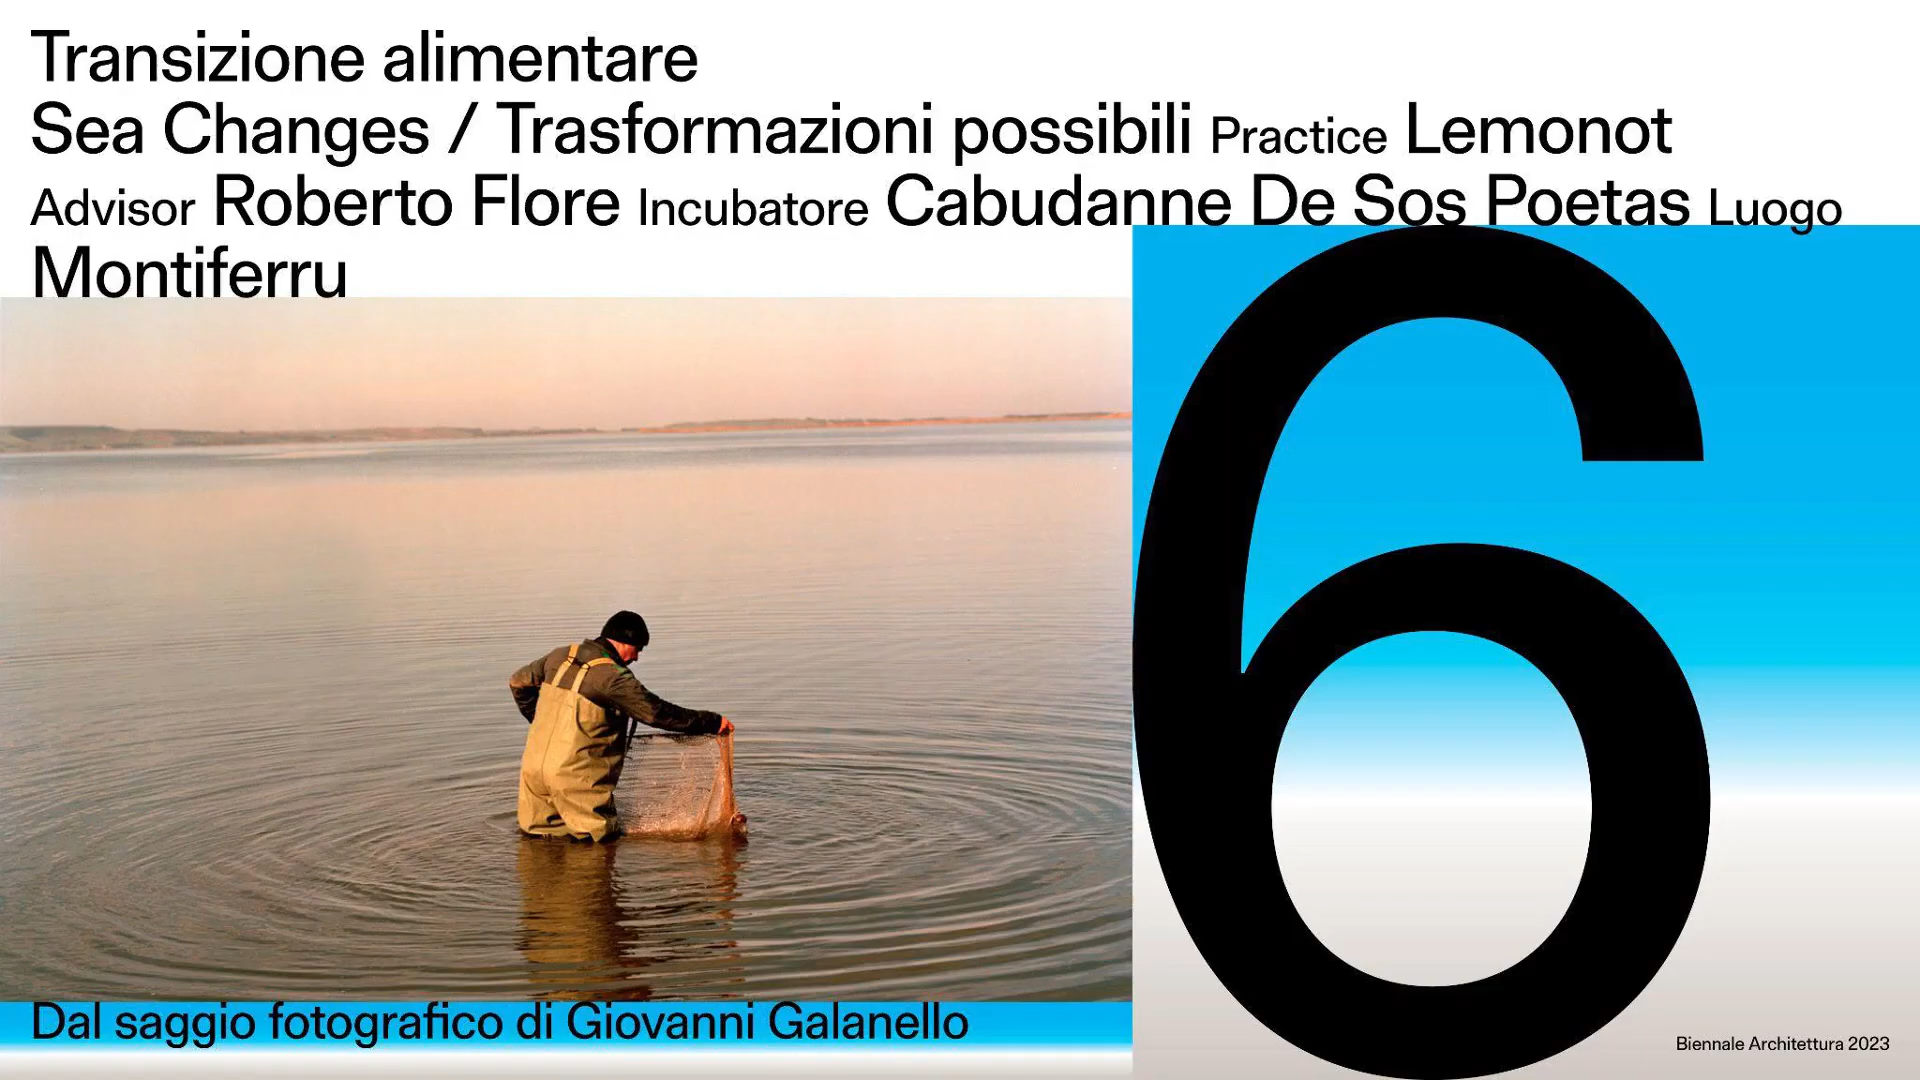 Transizione alimentare
Sea Changes / Trasformazioni possibili Practice Lemonot
Advisor Roberto Flore Incubatore Cabudanne De Sos Poetas Luogo
Montiferru
6
Dal saggio fotografico di Giovanni Galanello
Biennale Architettura 2023